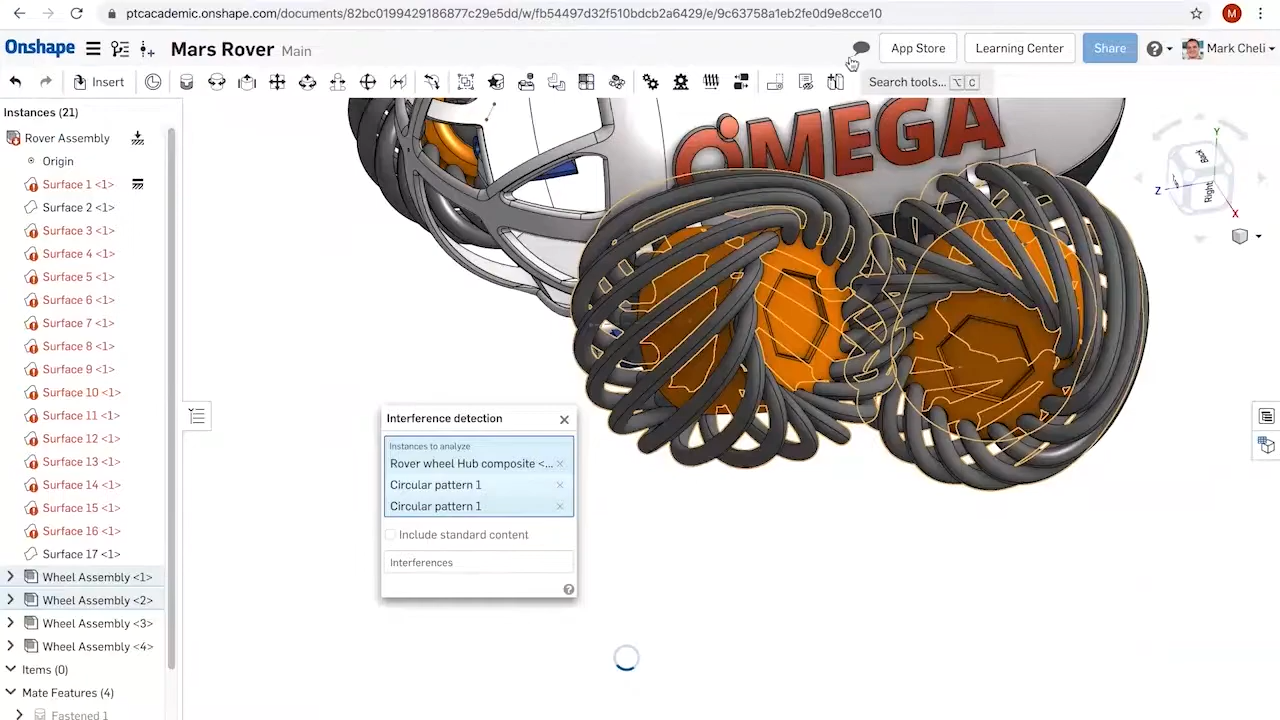 ptcacademic.onshape.com/documents/82bc0199429186877c29e5dd/w/fb54497d32f510bdcb2a6429/e/9c63758a1eb2fe0d9e8cce10
M
Onshape Mars Rover Main App Store Learning Center Share Mark Cheli
Insert Search tools... ⌥ C
Instances (21)
Rover Assembly
Origin
Surface 1 <1>
Surface 2 <1>
Surface 3 <1>
Surface 4 <1>
Surface 5 <1>
Surface 6 <1>
Surface 7 <1>
Surface 8 <1>
Surface 9 <1>
Surface 10 <1>
Surface 11 <1>
Surface 12 <1>
Surface 13 <1>
Surface 14 <1>
Surface 15 <1>
Surface 16 <1>
Surface 17 <1>
Wheel Assembly <1>
Wheel Assembly <2>
Wheel Assembly <3>
Wheel Assembly <4>
Items (0)
Mate Features (4)
Fastened 1
OMEGA
Y
Back
Z
Right
X
Interference detection
Instances to analyze
Rover wheel Hub composite <...
Circular pattern 1
Circular pattern 1
Include standard content
Interferences